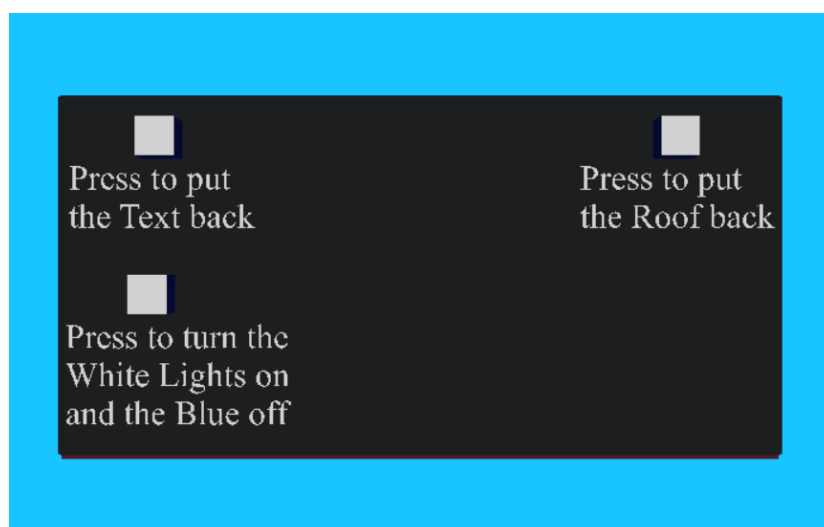 Press to put
the Text back
Press to put
the Roof back
Press to turn the
White Lights on
and the Blue off